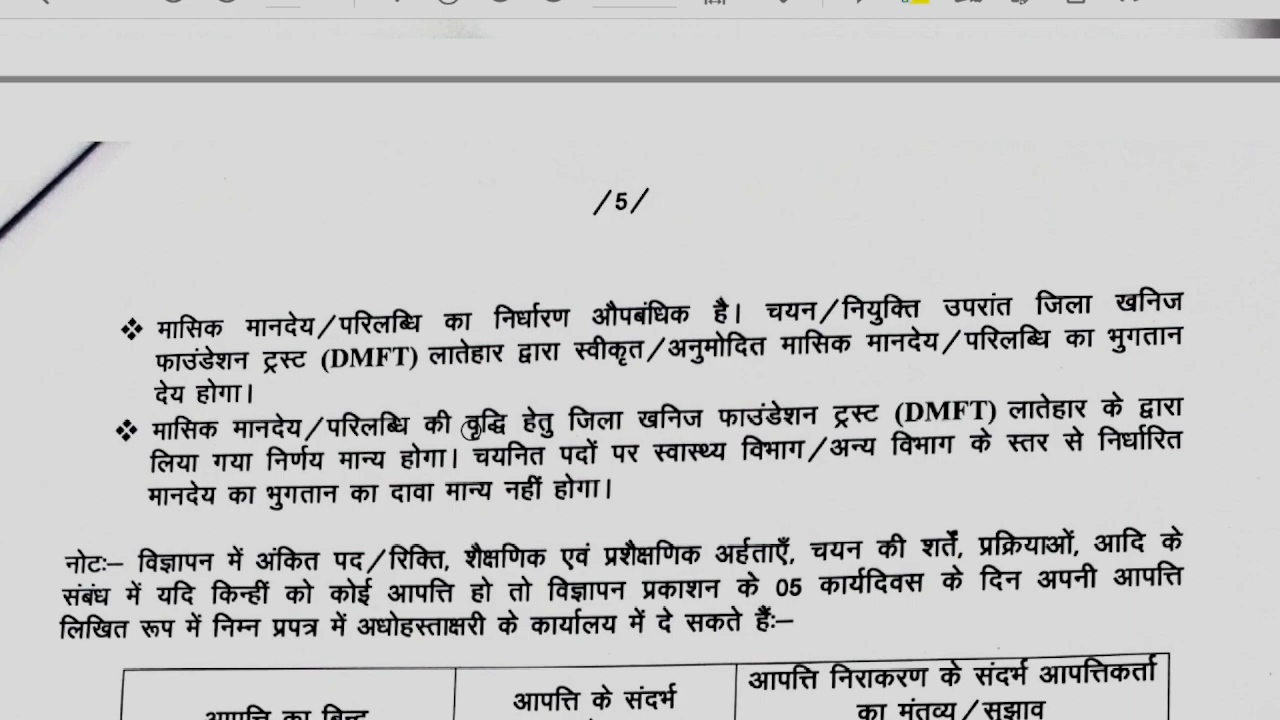 /5/
❖ मासिक मानदेय/परिलब्धि का निर्धारण औपबंधिक है। चयन/नियुक्ति उपरांत जिला खनिज
फाउंडेशन ट्रस्ट (DMFT) लातेहार द्वारा स्वीकृत/अनुमोदित मासिक मानदेय/परिलब्धि का भुगतान
देय होगा।
❖ मासिक मानदेय/परिलब्धि की वृद्धि हेतु जिला खनिज फाउंडेशन ट्रस्ट (DMFT) लातेहार के द्वारा
लिया गया निर्णय मान्य होगा। चयनित पदों पर स्वास्थ्य विभाग/अन्य विभाग के स्तर से निर्धारित
मानदेय का भुगतान का दावा मान्य नहीं होगा।
नोटः– विज्ञापन में अंकित पद/रिक्ति, शैक्षणिक एवं प्रशैक्षणिक अर्हताएँ, चयन की शर्तें, प्रक्रियाओं, आदि के
संबंध में यदि किन्हीं को कोई आपत्ति हो तो विज्ञापन प्रकाशन के 05 कार्यदिवस के दिन अपनी आपत्ति
लिखित रूप में निम्न प्रपत्र में अधोहस्ताक्षरी के कार्यालय में दे सकते हैंः–
आपत्ति का बिन्दु
आपत्ति के संदर्भ
आपत्ति निराकरण के संदर्भ आपत्तिकर्ता
का मंतव्य/सुझाव